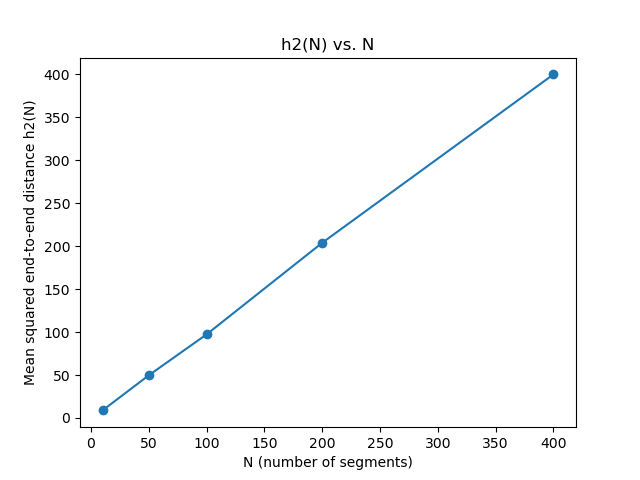 h2(N) vs. N
Mean squared end-to-end distance h2(N)
400
350
300
250
200
150
100
50
0
0 50 100 150 200 250 300 350 400
N (number of segments)